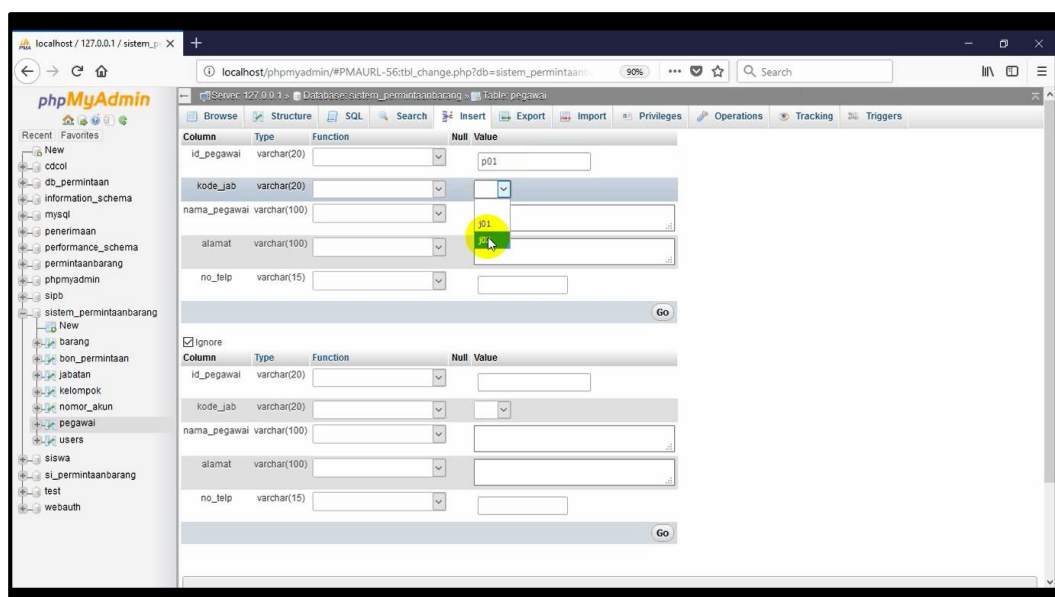 localhost / 127.0.0.1 / sistem_p
localhost/phpmyadmin/#PMAURL-56:tbl_change.php?db=sistem_permintaanb
90%
Search
phpMyAdmin
Recent Favorites
New
cdcol
db_permintaan
information_schema
mysql
penerimaan
performance_schema
permintaanbarang
phpmyadmin
sipb
sistem_permintaanbarang
New
barang
bon_permintaan
jabatan
kelompok
nomor_akun
pegawai
users
siswa
si_permintaanbarang
test
webauth
Server: 127.0.0.1 » Database: sistem_permintaanbarang » Table: pegawai
Browse Structure SQL Search Insert Export Import Privileges Operations Tracking Triggers
Column Type Function Null Value
id_pegawai varchar(20) p01
kode_jab varchar(20)
nama_pegawai varchar(100) j01
alamat varchar(100)
no_telp varchar(15)
Go
Ignore
Column Type Function Null Value
id_pegawai varchar(20)
kode_jab varchar(20)
nama_pegawai varchar(100)
alamat varchar(100)
no_telp varchar(15)
Go